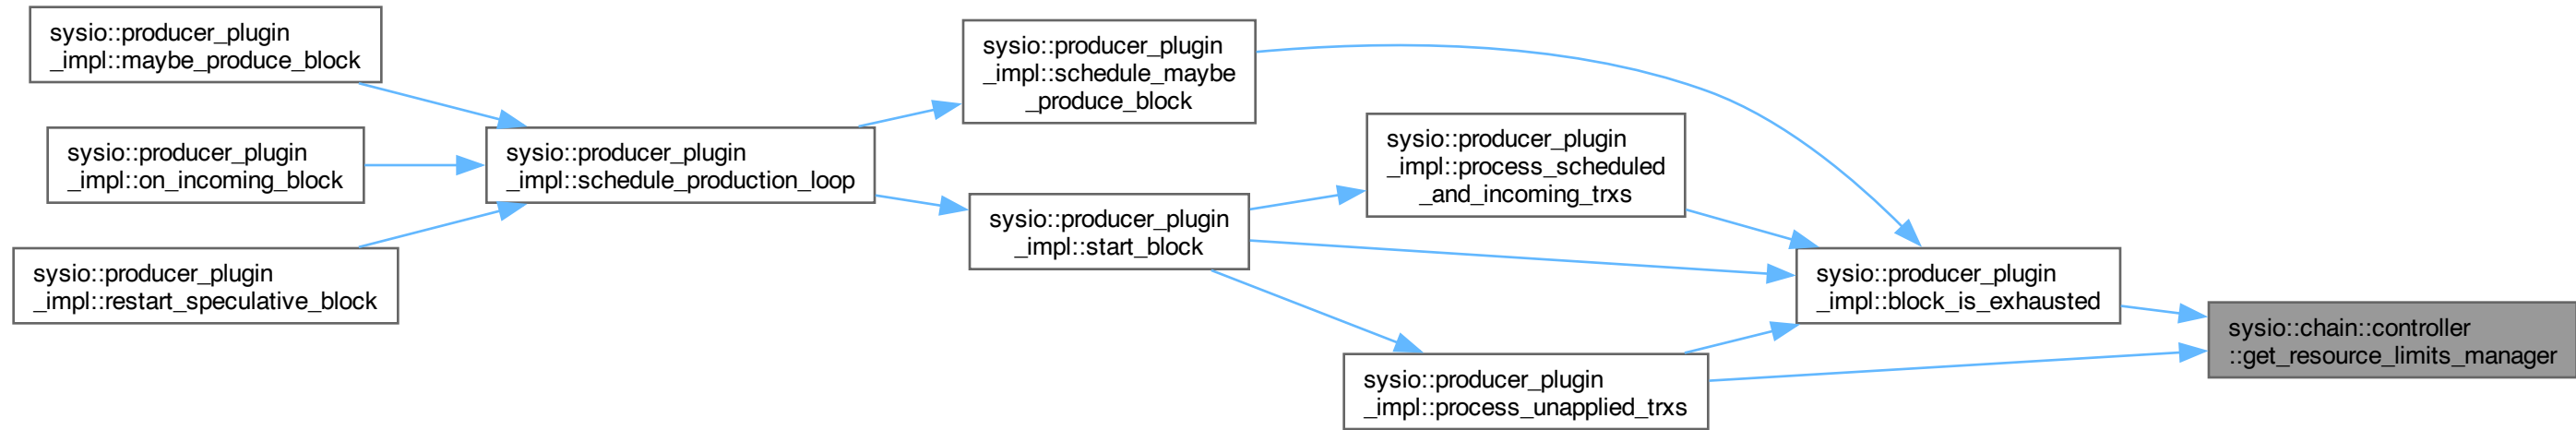 sysio::producer_plugin
_impl::maybe_produce_block
sysio::producer_plugin
_impl::on_incoming_block
sysio::producer_plugin
_impl::restart_speculative_block
sysio::producer_plugin
_impl::schedule_production_loop
sysio::producer_plugin
_impl::schedule_maybe
_produce_block
sysio::producer_plugin
_impl::start_block
sysio::producer_plugin
_impl::process_scheduled
_and_incoming_trxs
sysio::producer_plugin
_impl::process_unapplied_trxs
sysio::producer_plugin
_impl::block_is_exhausted
sysio::chain::controller
::get_resource_limits_manager